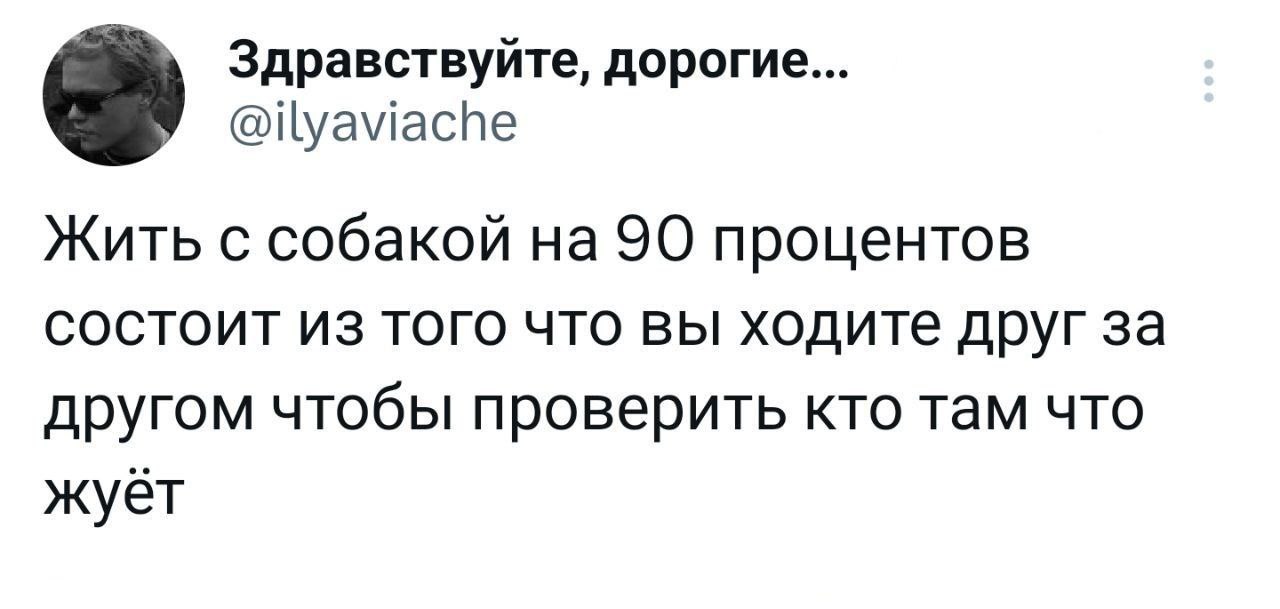 Здравствуйте, дорогие...
@ilyaviache
Жить с собакой на 90 процентов
состоит из того что вы ходите друг за
другом чтобы проверить кто там что
жуёт